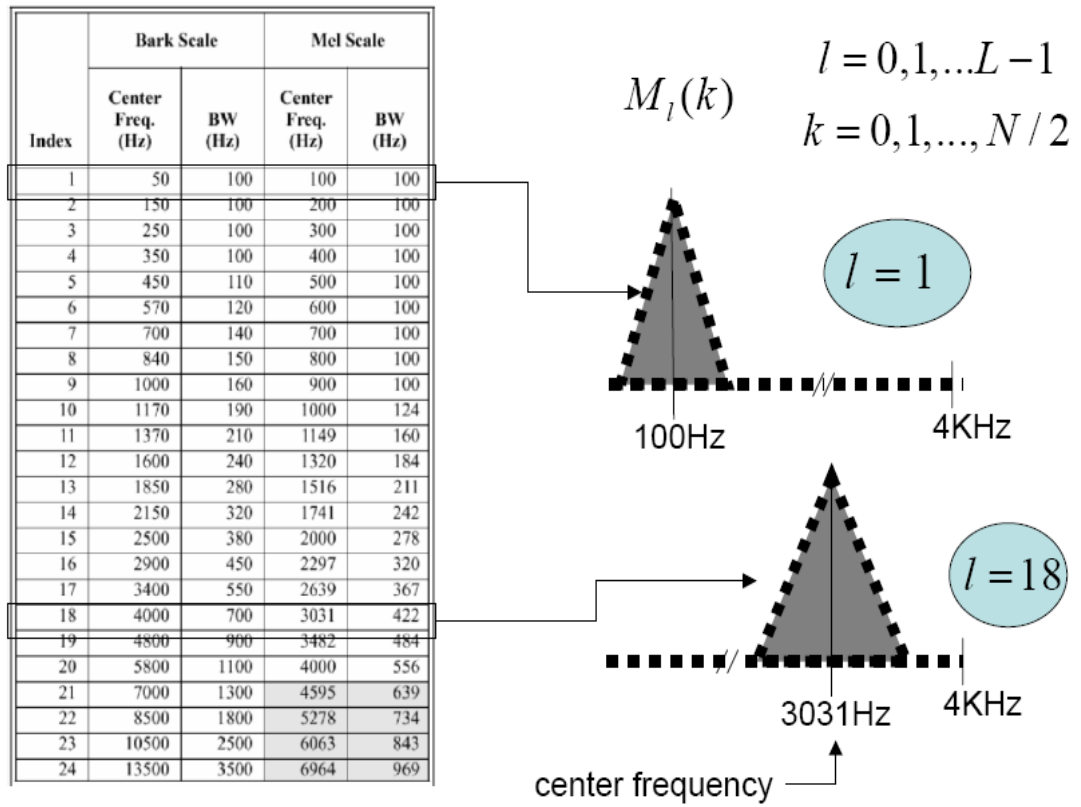 Bark Scale Mel Scale
Index Center Freq. (Hz) BW (Hz) Center Freq. (Hz) BW (Hz)
1 50 100 100 100
2 150 100 200 100
3 250 100 300 100
4 350 100 400 100
5 450 110 500 100
6 570 120 600 100
7 700 140 700 100
8 840 150 800 100
9 1000 160 900 100
10 1170 190 1000 124
11 1370 210 1149 160
12 1600 240 1320 184
13 1850 280 1516 211
14 2150 320 1741 242
15 2500 380 2000 278
16 2900 450 2297 320
17 3400 550 2639 367
18 4000 700 3031 422
19 4800 900 3482 484
20 5800 1100 4000 556
21 7000 1300 4595 639
22 8500 1800 5278 734
23 10500 2500 6063 843
24 13500 3500 6964 969
M_l(k)
l = 0,1,...L −1
k = 0,1,..., N / 2
l = 1
100Hz
4KHz
l =18
3031Hz
4KHz
center frequency